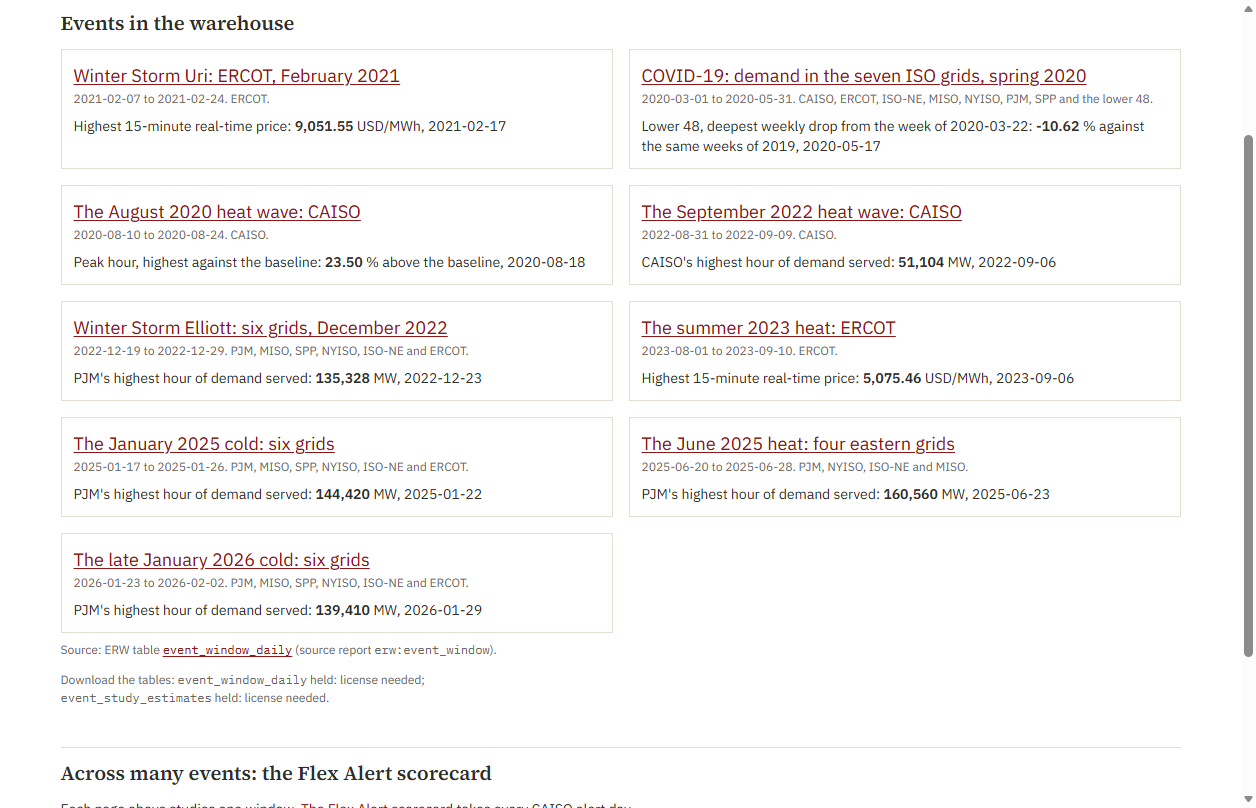 Events in the warehouse
Winter Storm Uri: ERCOT, February 2021
2021-02-07 to 2021-02-24. ERCOT.
Highest 15-minute real-time price: 9,051.55 USD/MWh, 2021-02-17
COVID-19: demand in the seven ISO grids, spring 2020
2020-03-01 to 2020-05-31. CAISO, ERCOT, ISO-NE, MISO, NYISO, PJM, SPP and the lower 48.
Lower 48, deepest weekly drop from the week of 2020-03-22: -10.62 % against
the same weeks of 2019, 2020-05-17
The August 2020 heat wave: CAISO
2020-08-10 to 2020-08-24. CAISO.
Peak hour, highest against the baseline: 23.50 % above the baseline, 2020-08-18
The September 2022 heat wave: CAISO
2022-08-31 to 2022-09-09. CAISO.
CAISO's highest hour of demand served: 51,104 MW, 2022-09-06
Winter Storm Elliott: six grids, December 2022
2022-12-19 to 2022-12-29. PJM, MISO, SPP, NYISO, ISO-NE and ERCOT.
PJM's highest hour of demand served: 135,328 MW, 2022-12-23
The summer 2023 heat: ERCOT
2023-08-01 to 2023-09-10. ERCOT.
Highest 15-minute real-time price: 5,075.46 USD/MWh, 2023-09-06
The January 2025 cold: six grids
2025-01-17 to 2025-01-26. PJM, MISO, SPP, NYISO, ISO-NE and ERCOT.
PJM's highest hour of demand served: 144,420 MW, 2025-01-22
The June 2025 heat: four eastern grids
2025-06-20 to 2025-06-28. PJM, NYISO, ISO-NE and MISO.
PJM's highest hour of demand served: 160,560 MW, 2025-06-23
The late January 2026 cold: six grids
2026-01-23 to 2026-02-02. PJM, MISO, SPP, NYISO, ISO-NE and ERCOT.
PJM's highest hour of demand served: 139,410 MW, 2026-01-29
Source: ERW table event_window_daily (source report erw:event_window).
Download the tables: event_window_daily held: license needed;
event_study_estimates held: license needed.
Across many events: the Flex Alert scorecard
Each page above studies one window. The Flex Alert scorecard takes every CAISO alert day